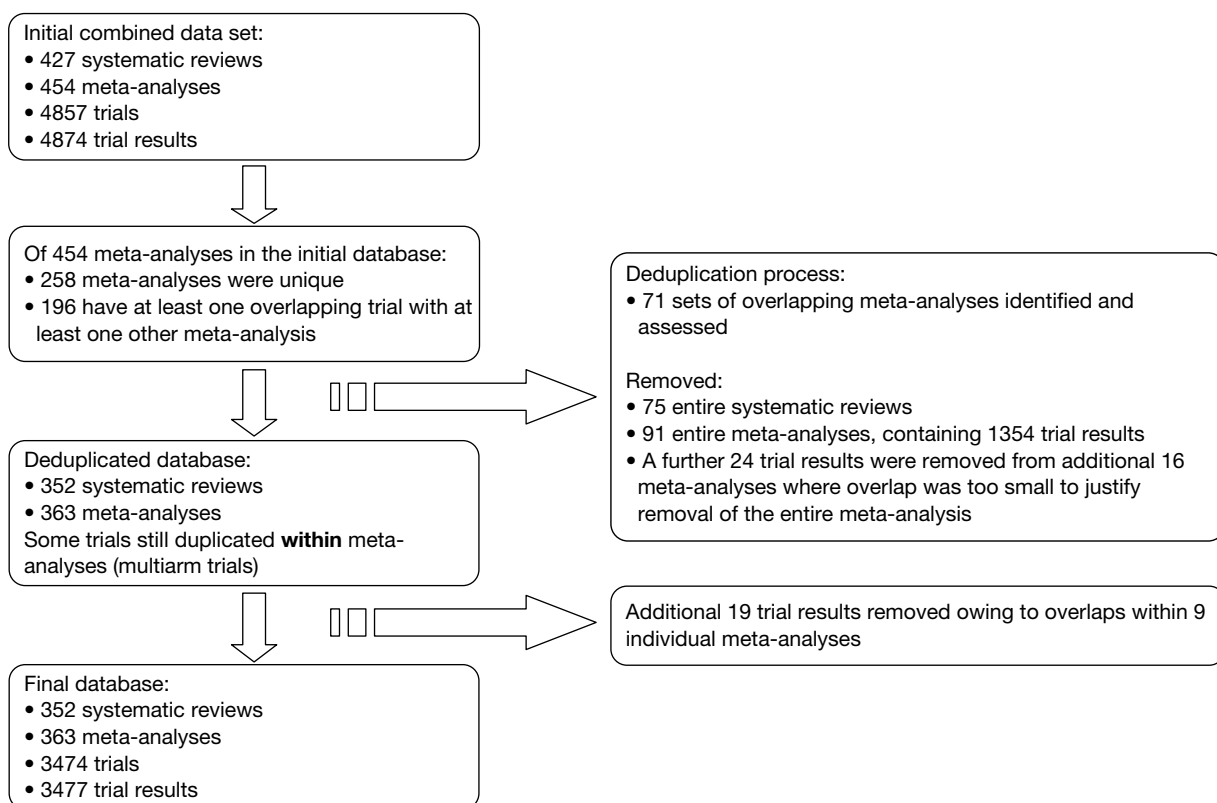 Initial combined data set:
• 427 systematic reviews
• 454 meta-analyses
• 4857 trials
• 4874 trial results
Of 454 meta-analyses in the initial database:
• 258 meta-analyses were unique
• 196 have at least one overlapping trial with at
least one other meta-analysis
Deduplication process:
• 71 sets of overlapping meta-analyses identified and
assessed
Removed:
• 75 entire systematic reviews
• 91 entire meta-analyses, containing 1354 trial results
• A further 24 trial results were removed from additional 16
meta-analyses where overlap was too small to justify
removal of the entire meta-analysis
Deduplicated database:
• 352 systematic reviews
• 363 meta-analyses
Some trials still duplicated within meta-
analyses (multiarm trials)
Additional 19 trial results removed owing to overlaps within 9
individual meta-analyses
Final database:
• 352 systematic reviews
• 363 meta-analyses
• 3474 trials
• 3477 trial results